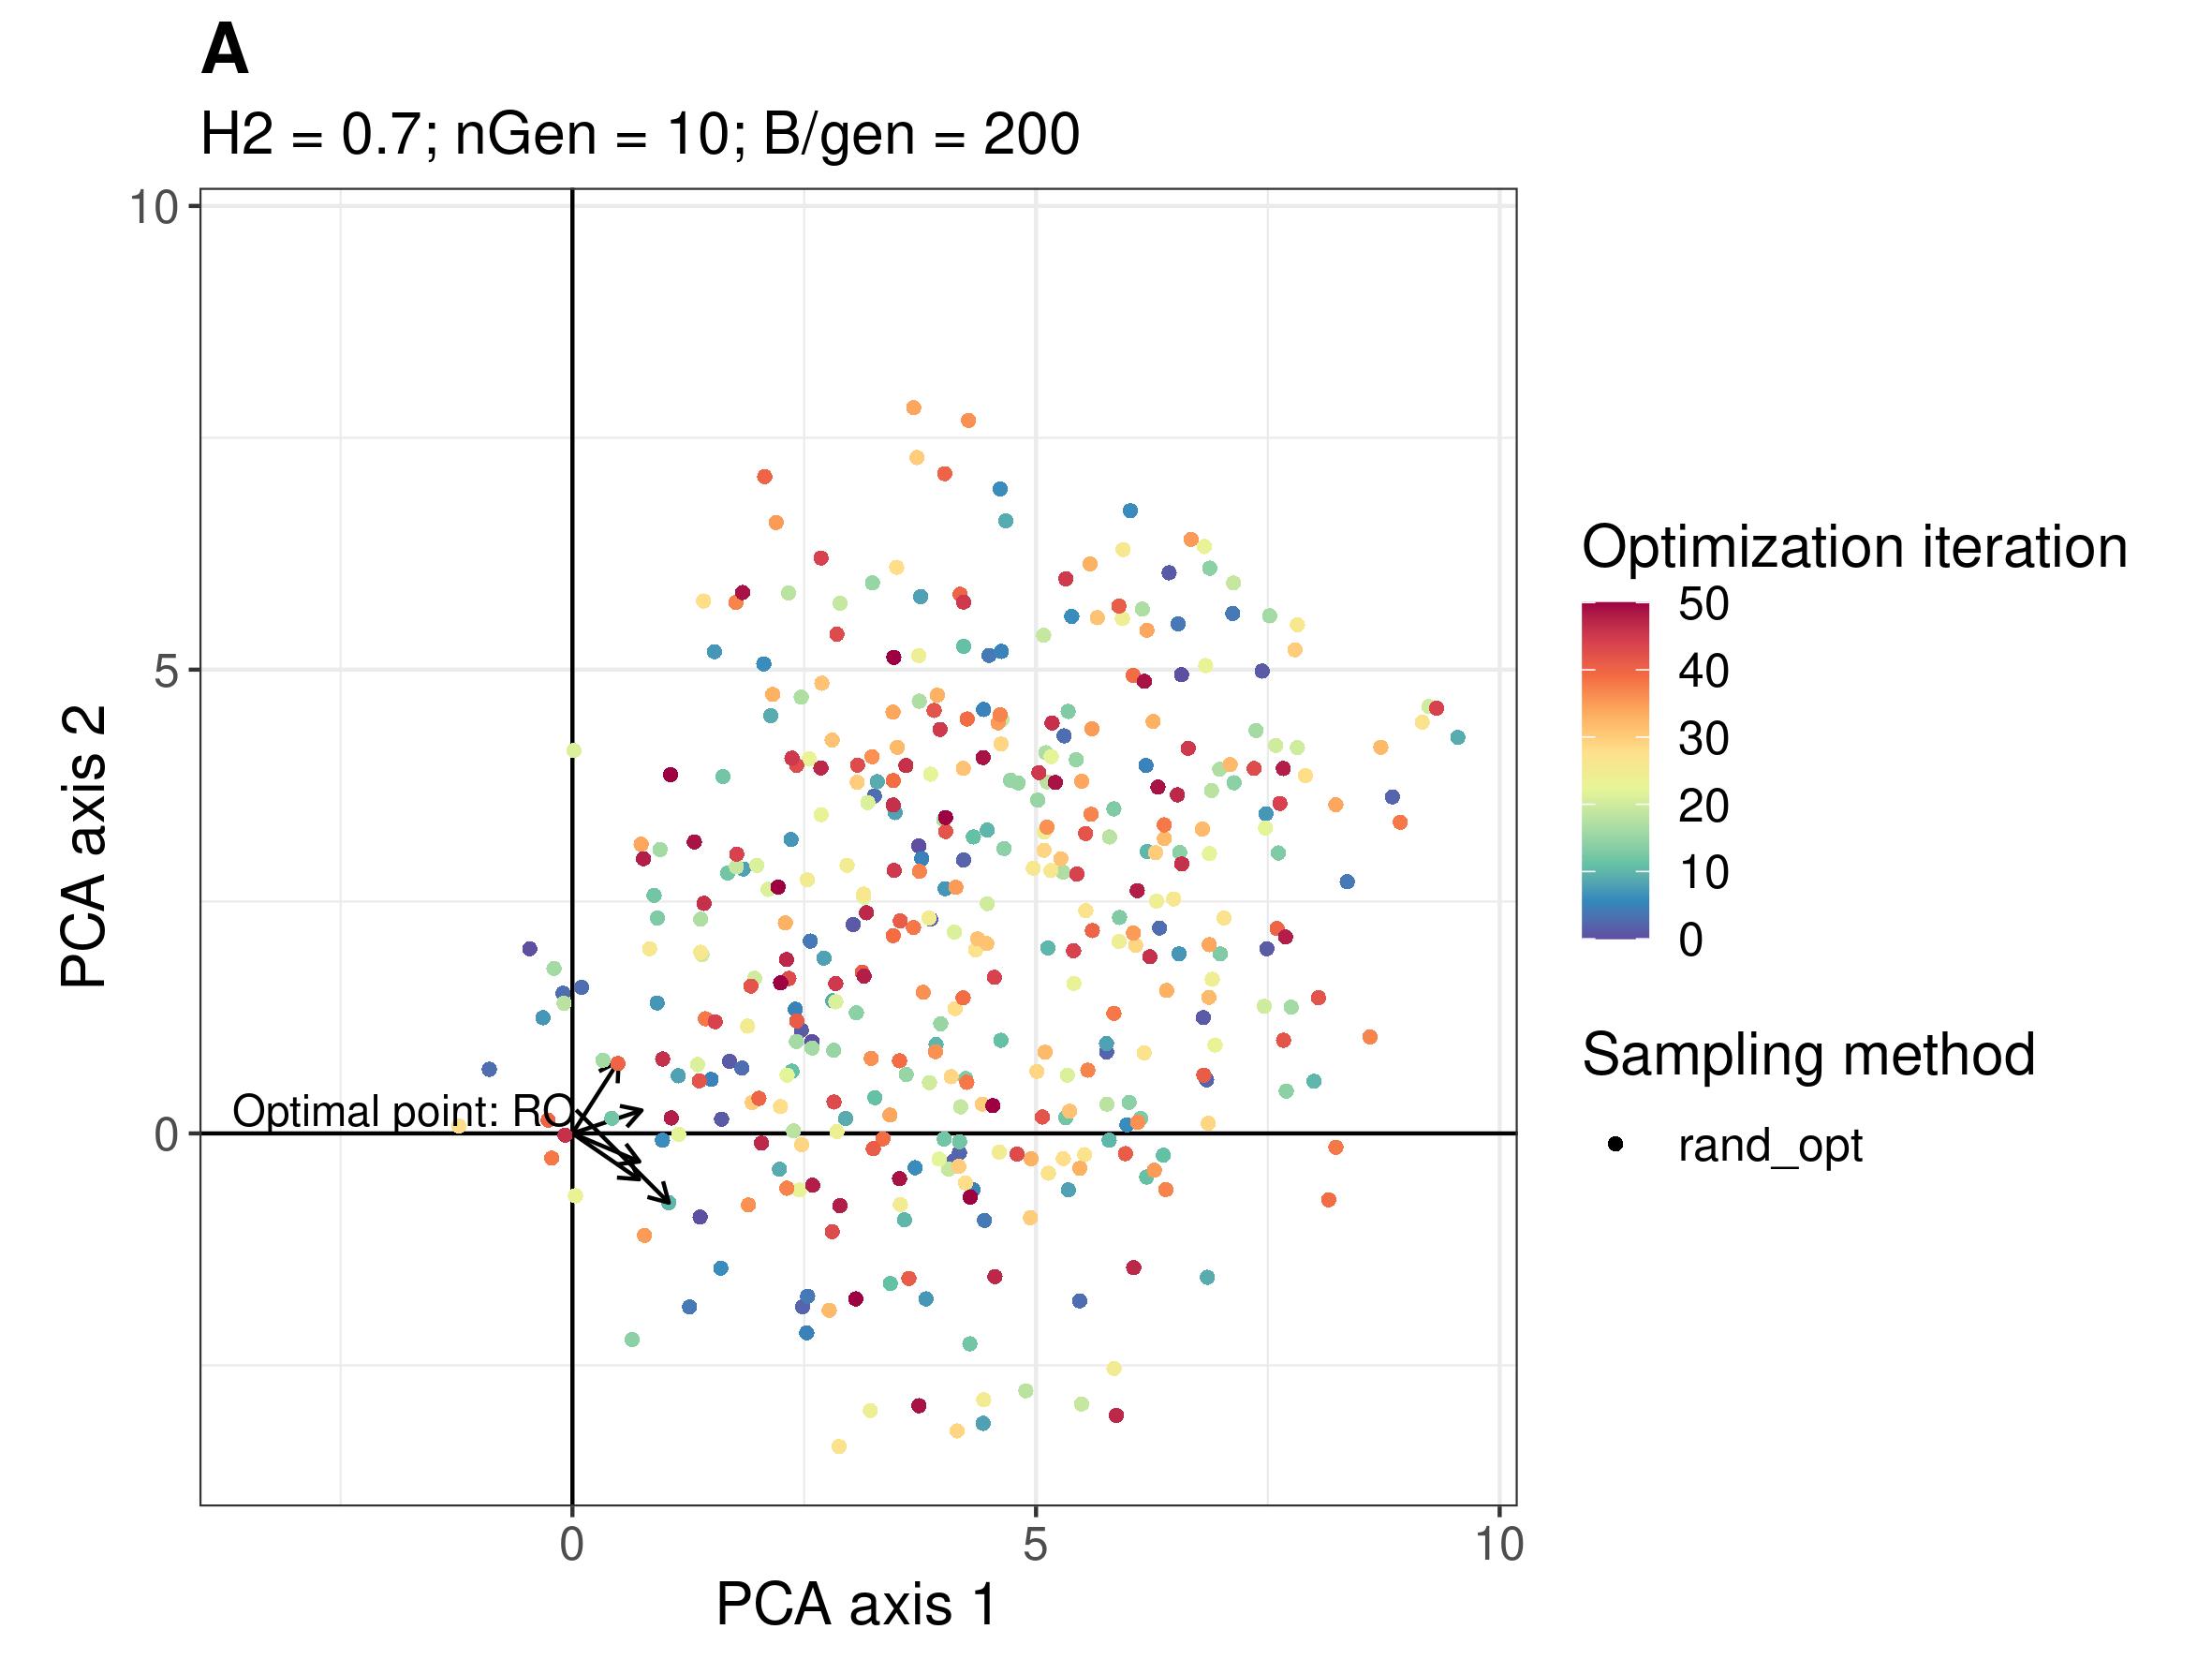 A
H2 = 0.7; nGen = 10; B/gen = 200
10
5
0
PCA axis 2
Optimal point: RO
0
5
10
PCA axis 1
Optimization iteration
50
40
30
20
10
0
Sampling method
rand_opt